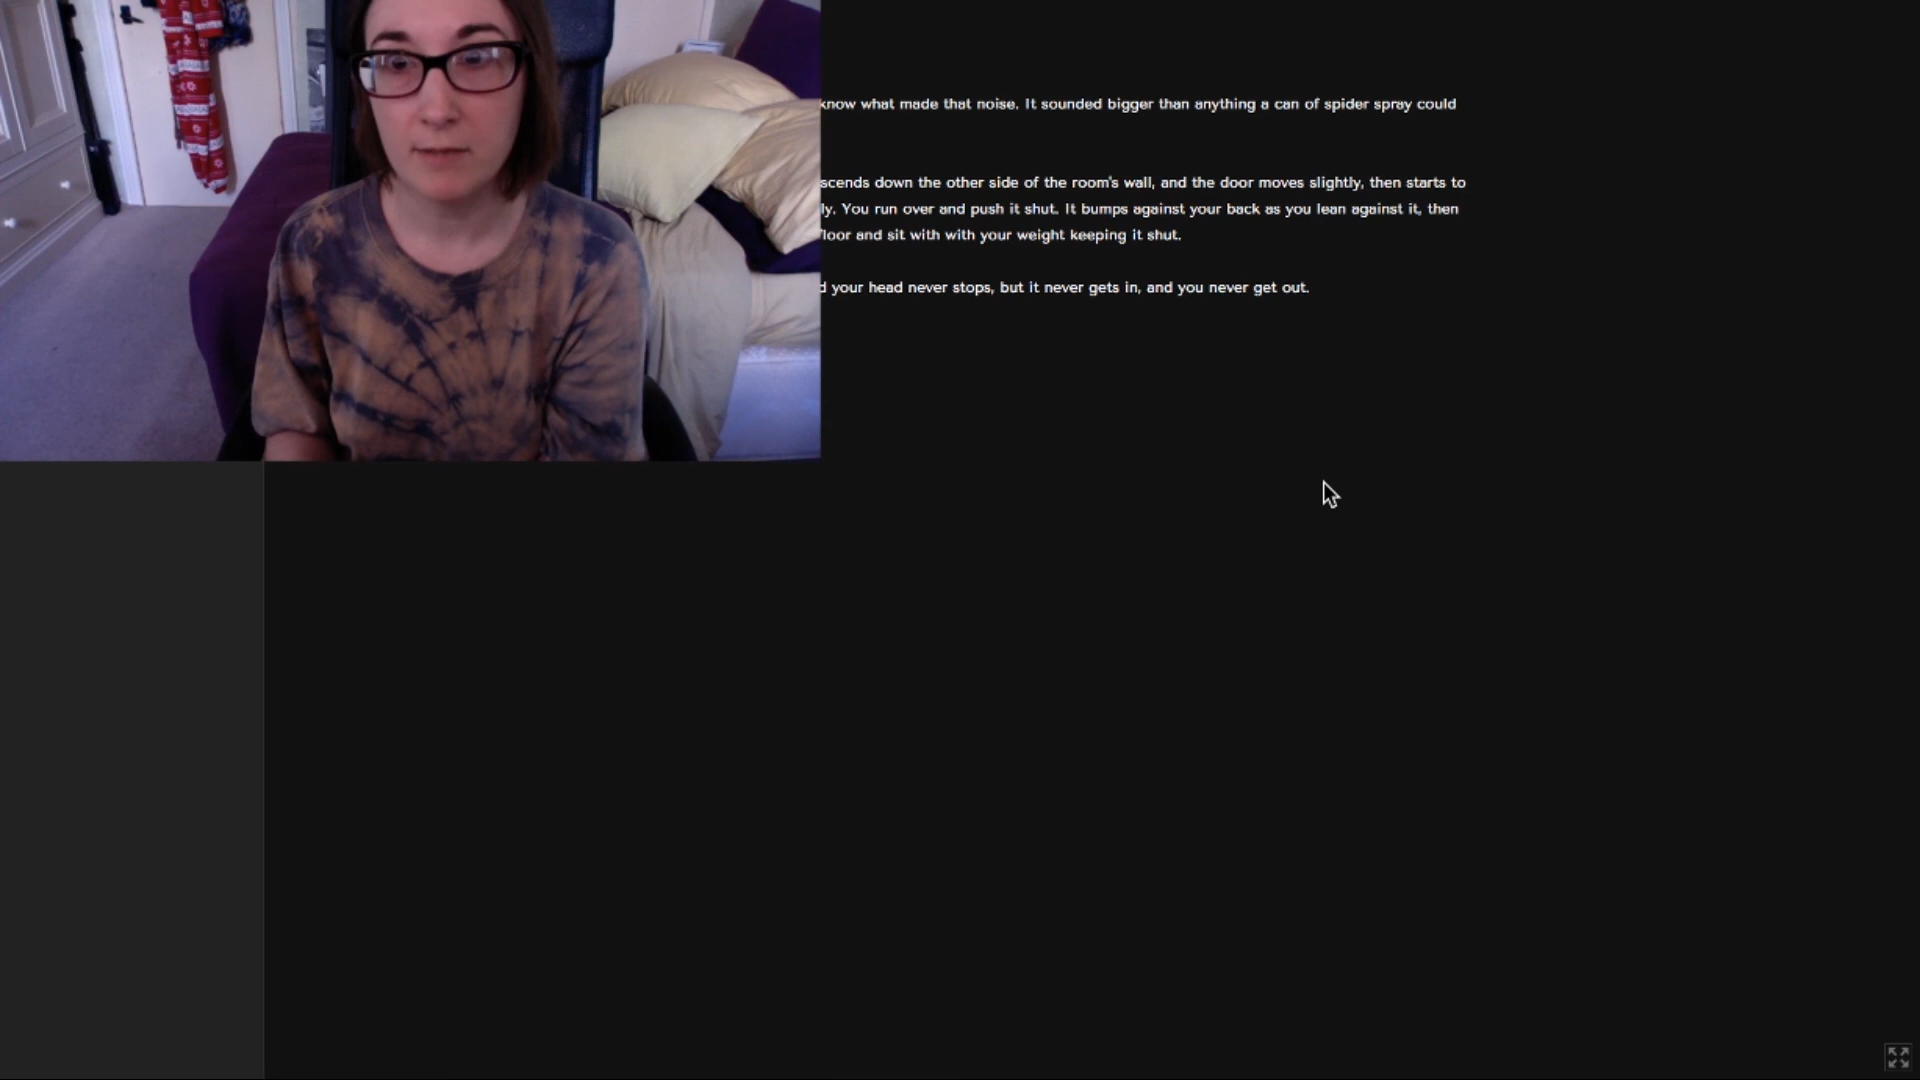 know what made that noise. It sounded bigger than anything a can of spider spray could
scends down the other side of the room's wall, and the door moves slightly, then starts to
ly. You run over and push it shut. It bumps against your back as you lean against it, then
loor and sit with with your weight keeping it shut.
d your head never stops, but it never gets in, and you never get out.